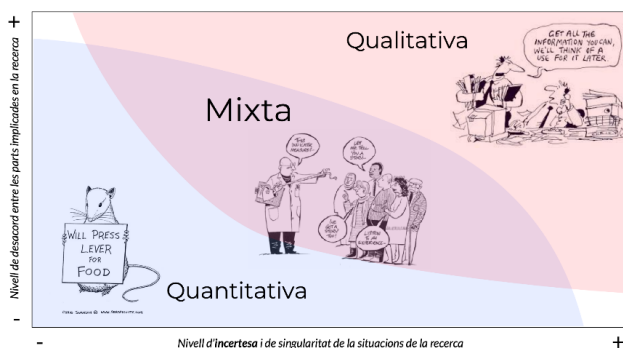 +
Nivell de desacord entre les parts implicades en la recerca
-
Qualitativa
GET ALL THE
INFORMATION YOU CAN,
WE'LL THINK OF A
USE FOR IT LATER
Mixta
WILL PRESS
LEVER
FOR
FOOD
Quantitativa
-
Nivell d'incertesa i de singularitat de la situacions de la recerca
+